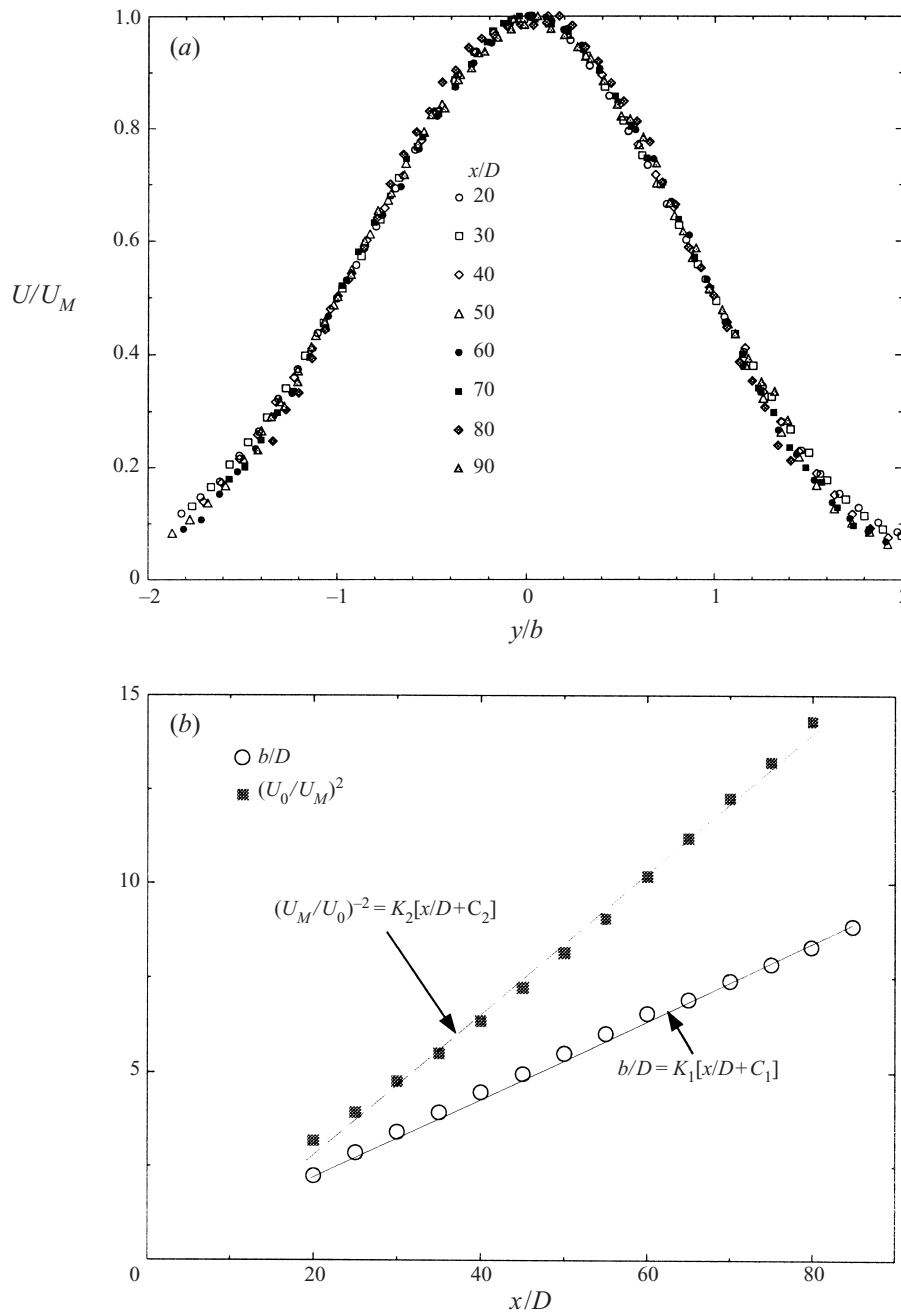 (a)
1.0
0.8
0.6
0.4
0.2
0
U/U_M
x/D
20
30
40
50
60
70
80
90
–2
–1
0
1
2
y/b
(b)
15
10
5
0
b/D
(U_0/U_M)^2
(U_M/U_0)^{–2} = K_2[x/D+C_2]
b/D = K_1[x/D+C_1]
20
40
60
80
x/D